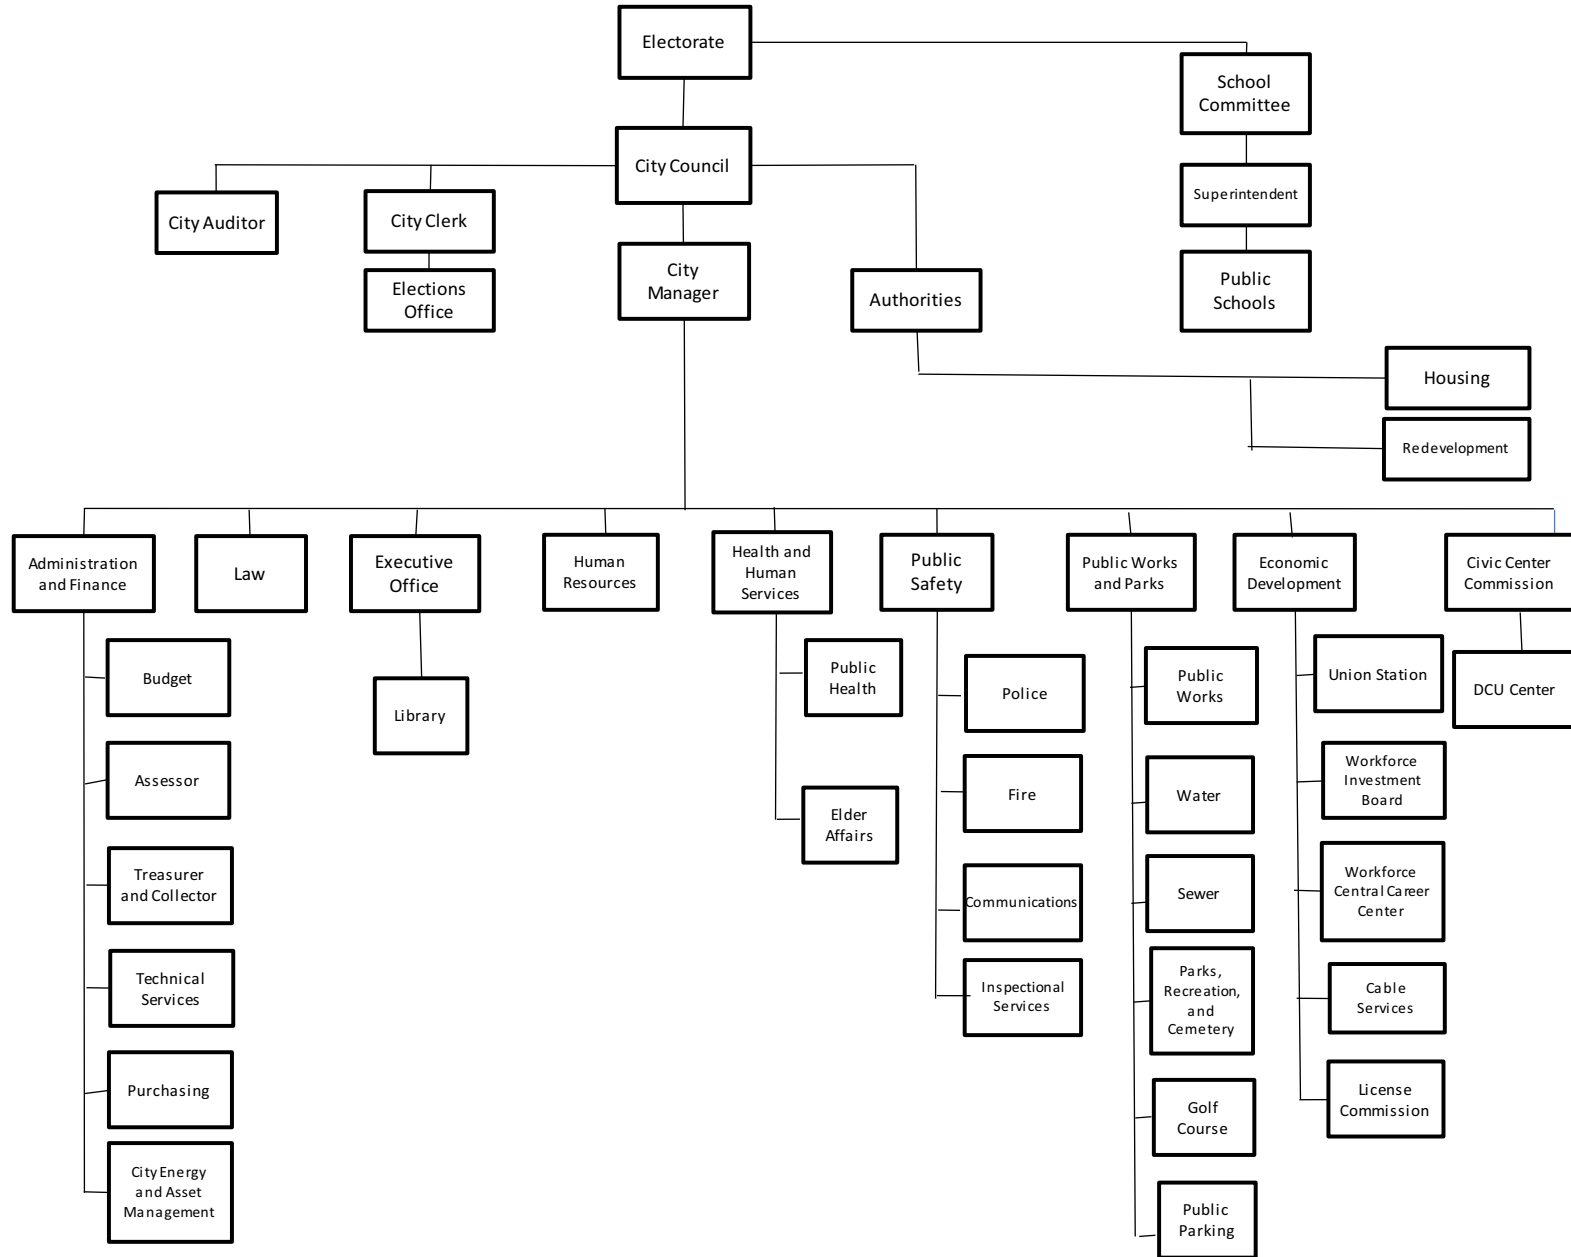 Electorate
School
Committee
City Council
City Auditor
City Clerk
Superintendent
City
Manager
Elections
Office
Authorities
Public
Schools
Housing
Redevelopment
Administration
and Finance
Law
Executive
Office
Human
Resources
Health and
Human
Services
Public
Safety
Public Works
and Parks
Economic
Development
Civic Center
Commission
Budget
Assessor
Treasurer
and Collector
Technical
Services
Purchasing
City Energy
and Asset
Management
Library
Public
Health
Elder
Affairs
Police
Fire
Communications
Inspectional
Services
Public
Works
Water
Sewer
Parks,
Recreation,
and
Cemetery
Golf
Course
Public
Parking
Union Station
Workforce
Investment
Board
Workforce
Central Career
Center
Cable
Services
License
Commission
DCU Center